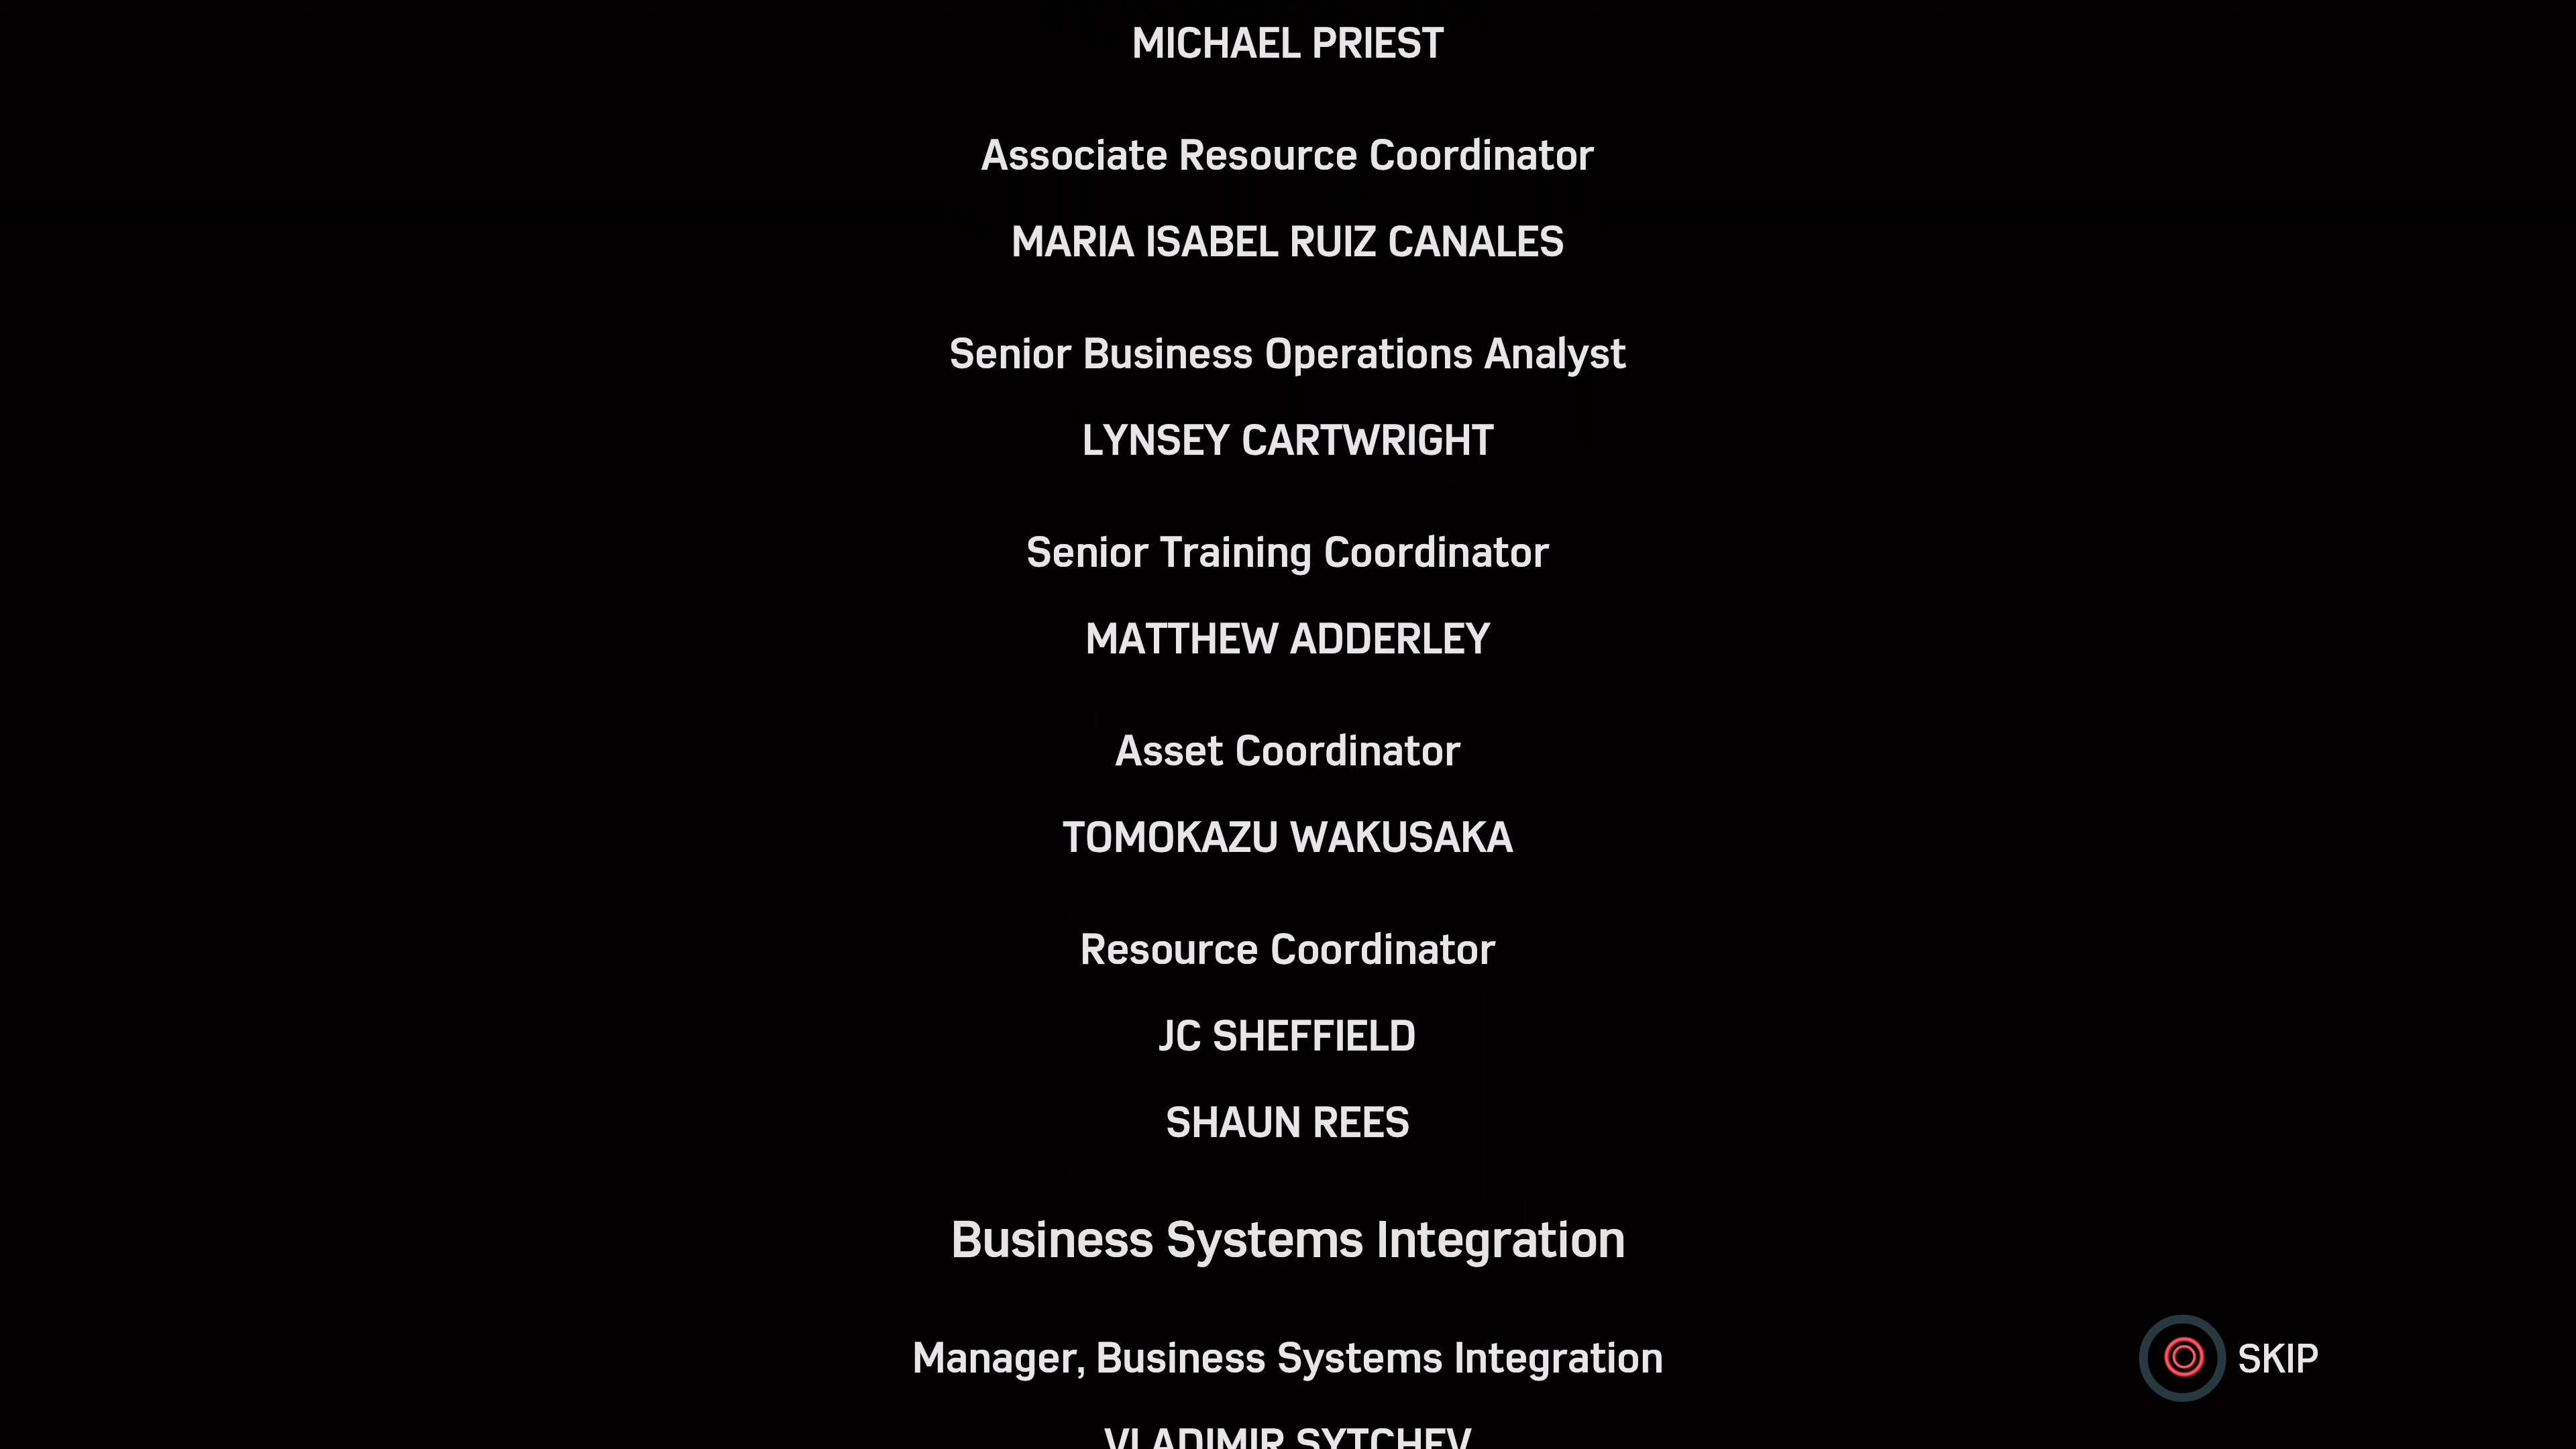 MICHAEL PRIEST
Associate Resource Coordinator
MARIA ISABEL RUIZ CANALES
Senior Business Operations Analyst
LYNSEY CARTWRIGHT
Senior Training Coordinator
MATTHEW ADDERLEY
Asset Coordinator
TOMOKAZU WAKUSAKA
Resource Coordinator
JC SHEFFIELD
SHAUN REES
Business Systems Integration
Manager, Business Systems Integration
SKIP
VLADIMIR SYTCHEV